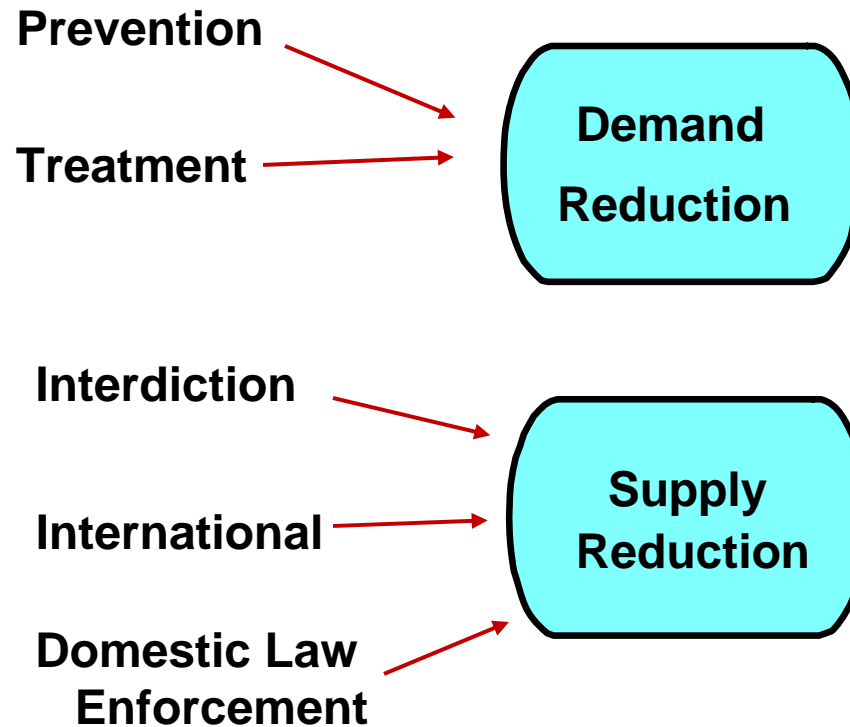 Prevention
Treatment
Demand
Reduction
Interdiction
International
Domestic Law
Enforcement
Supply
Reduction